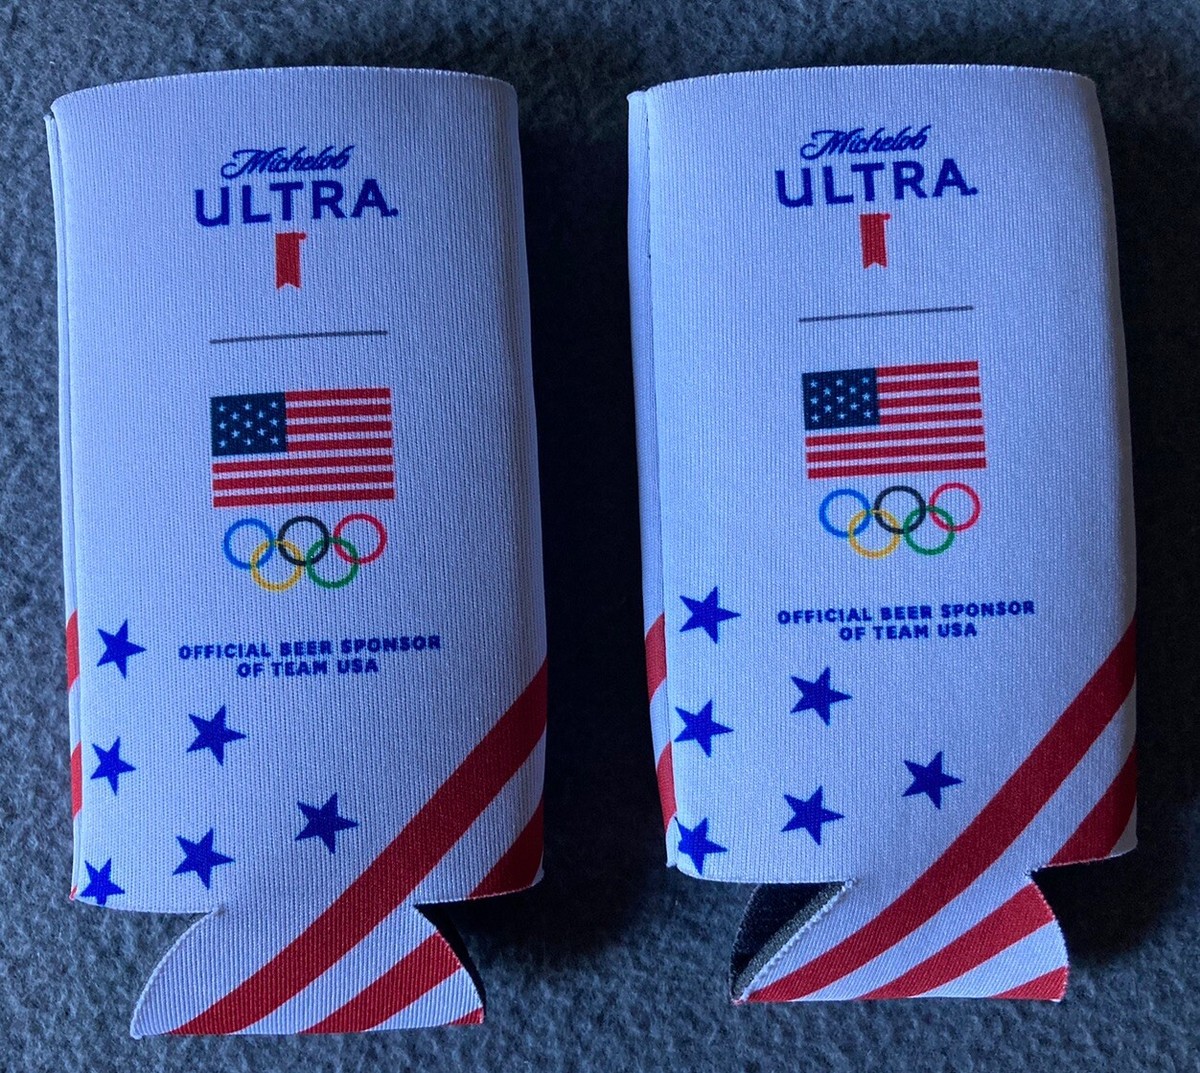 Michelob
ULTRA.
OFFICIAL BEER SPONSOR
OF TEAM USA
Michelob
ULTRA.
OFFICIAL BEER SPONSOR
OF TEAM USA